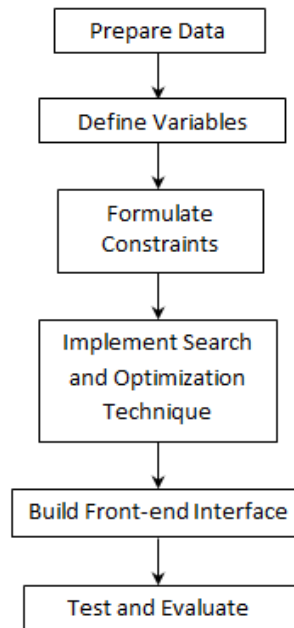 Prepare Data
Define Variables
Formulate
Constraints
Implement Search
and Optimization
Technique
Build Front-end Interface
Test and Evaluate